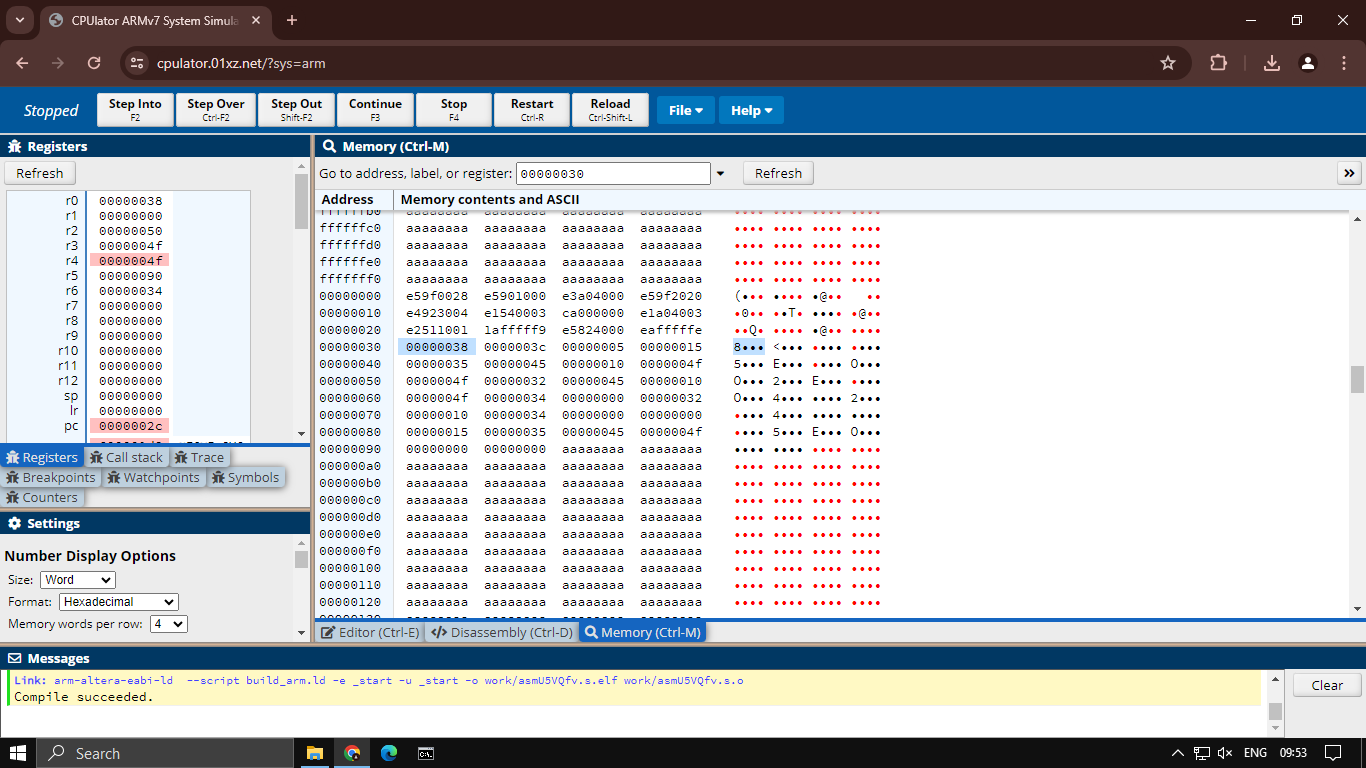 CPUlator ARMv7 System Simula
cpulator.01xz.net/?sys=arm
Stopped
Step Into
F2
Step Over
Ctrl-F2
Step Out
Shift-F2
Continue
F3
Stop
F4
Restart
Ctrl-R
Reload
Ctrl-Shift-L
File
Help
Registers
Refresh
r0 00000038
r1 00000000
r2 00000050
r3 0000004f
r4 0000004f
r5 00000090
r6 00000034
r7 00000000
r8 00000000
r9 00000000
r10 00000000
r11 00000000
r12 00000000
sp 00000000
lr 00000000
pc 0000002c
Registers
Call stack
Trace
Breakpoints
Watchpoints
Symbols
Counters
Settings
Number Display Options
Size: Word
Format: Hexadecimal
Memory words per row: 4
Memory (Ctrl-M)
Go to address, label, or register: 00000030
Refresh
Address Memory contents and ASCII
ffffffb0 aaaaaaaa aaaaaaaa aaaaaaaa aaaaaaaa •••• •••• •••• ••••
ffffffc0 aaaaaaaa aaaaaaaa aaaaaaaa aaaaaaaa •••• •••• •••• ••••
ffffffd0 aaaaaaaa aaaaaaaa aaaaaaaa aaaaaaaa •••• •••• •••• ••••
ffffffe0 aaaaaaaa aaaaaaaa aaaaaaaa aaaaaaaa •••• •••• •••• ••••
fffffff0 aaaaaaaa aaaaaaaa aaaaaaaa aaaaaaaa •••• •••• •••• ••••
00000000 e59f0028 e5901000 e3a04000 e59f2020 (••• •••• •@••   ••
00000010 e4923004 e1540003 ca000000 e1a04003 •0•• ••T• •••• •@••
00000020 e2511001 1afffff9 e5824000 eafffffe ••Q• •••• •@•• ••••
00000030 00000038 0000003c 00000005 00000015 8••• <••• •••• ••••
00000040 00000035 00000045 00000010 0000004f 5••• E••• •••• O•••
00000050 0000004f 00000032 00000045 00000010 O••• 2••• E••• ••••
00000060 0000004f 00000034 00000000 00000032 O••• 4••• •••• 2•••
00000070 00000010 00000034 00000000 00000000 •••• 4••• •••• ••••
00000080 00000015 00000035 00000045 0000004f •••• 5••• E••• O•••
00000090 00000000 00000000 aaaaaaaa aaaaaaaa •••• •••• •••• ••••
000000a0 aaaaaaaa aaaaaaaa aaaaaaaa aaaaaaaa •••• •••• •••• ••••
000000b0 aaaaaaaa aaaaaaaa aaaaaaaa aaaaaaaa •••• •••• •••• ••••
000000c0 aaaaaaaa aaaaaaaa aaaaaaaa aaaaaaaa •••• •••• •••• ••••
000000d0 aaaaaaaa aaaaaaaa aaaaaaaa aaaaaaaa •••• •••• •••• ••••
000000e0 aaaaaaaa aaaaaaaa aaaaaaaa aaaaaaaa •••• •••• •••• ••••
000000f0 aaaaaaaa aaaaaaaa aaaaaaaa aaaaaaaa •••• •••• •••• ••••
00000100 aaaaaaaa aaaaaaaa aaaaaaaa aaaaaaaa •••• •••• •••• ••••
00000110 aaaaaaaa aaaaaaaa aaaaaaaa aaaaaaaa •••• •••• •••• ••••
00000120 aaaaaaaa aaaaaaaa aaaaaaaa aaaaaaaa •••• •••• •••• ••••
Editor (Ctrl-E)
Disassembly (Ctrl-D)
Memory (Ctrl-M)
Messages
Link: arm-altera-eabi-ld --script build_arm.ld -e _start -u _start -o work/asmU5VQfv.s.elf work/asmU5VQfv.s.o
Compile succeeded.
Clear
Search
ENG
09:53